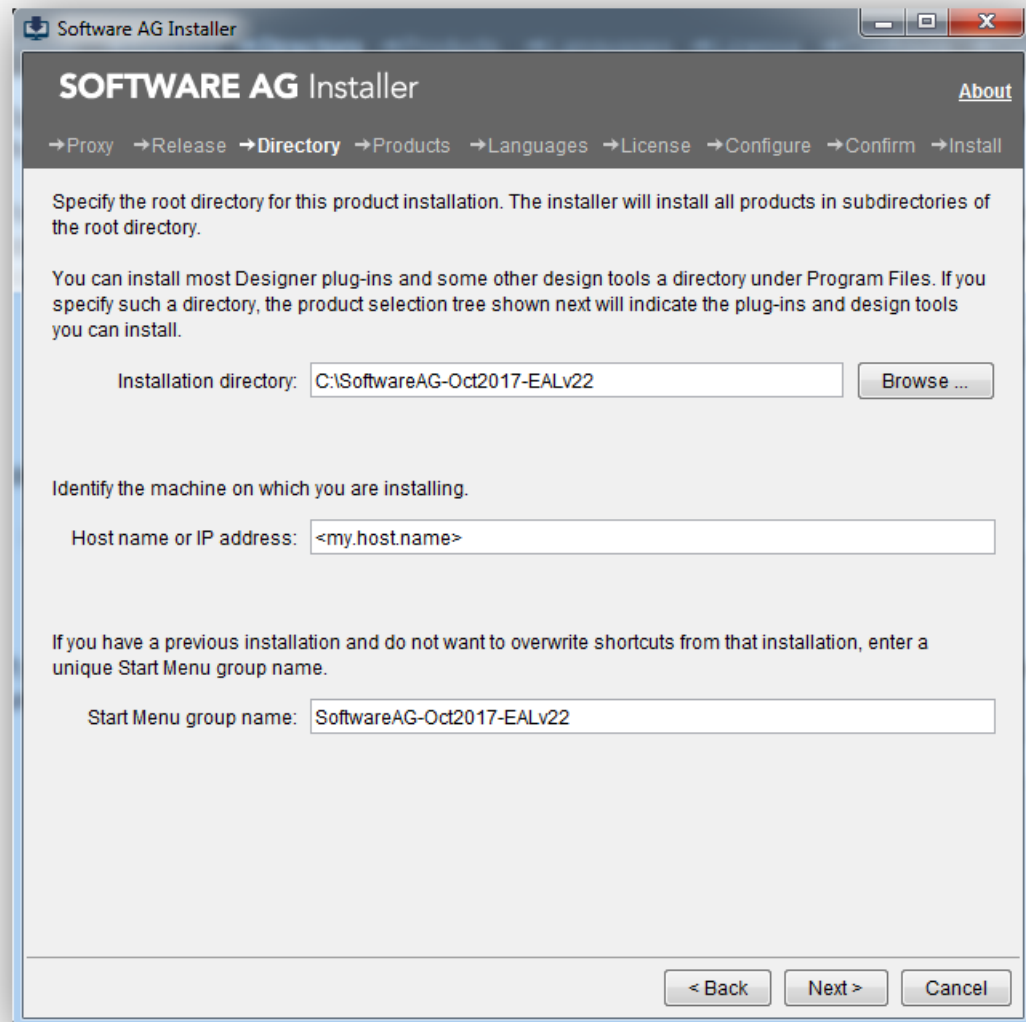 Software AG Installer
SOFTWARE AG Installer
About
➔Proxy ➔Release ➔Directory ➔Products ➔Languages ➔License ➔Configure ➔Confirm ➔Install
Specify the root directory for this product installation. The installer will install all products in subdirectories of
the root directory.
You can install most Designer plug-ins and some other design tools a directory under Program Files. If you
specify such a directory, the product selection tree shown next will indicate the plug-ins and design tools
you can install.
Installation directory: C:\SoftwareAG-Oct2017-EALv22 Browse ...
Identify the machine on which you are installing.
Host name or IP address: <my.host.name>
If you have a previous installation and do not want to overwrite shortcuts from that installation, enter a
unique Start Menu group name.
Start Menu group name: SoftwareAG-Oct2017-EALv22
< Back Next > Cancel